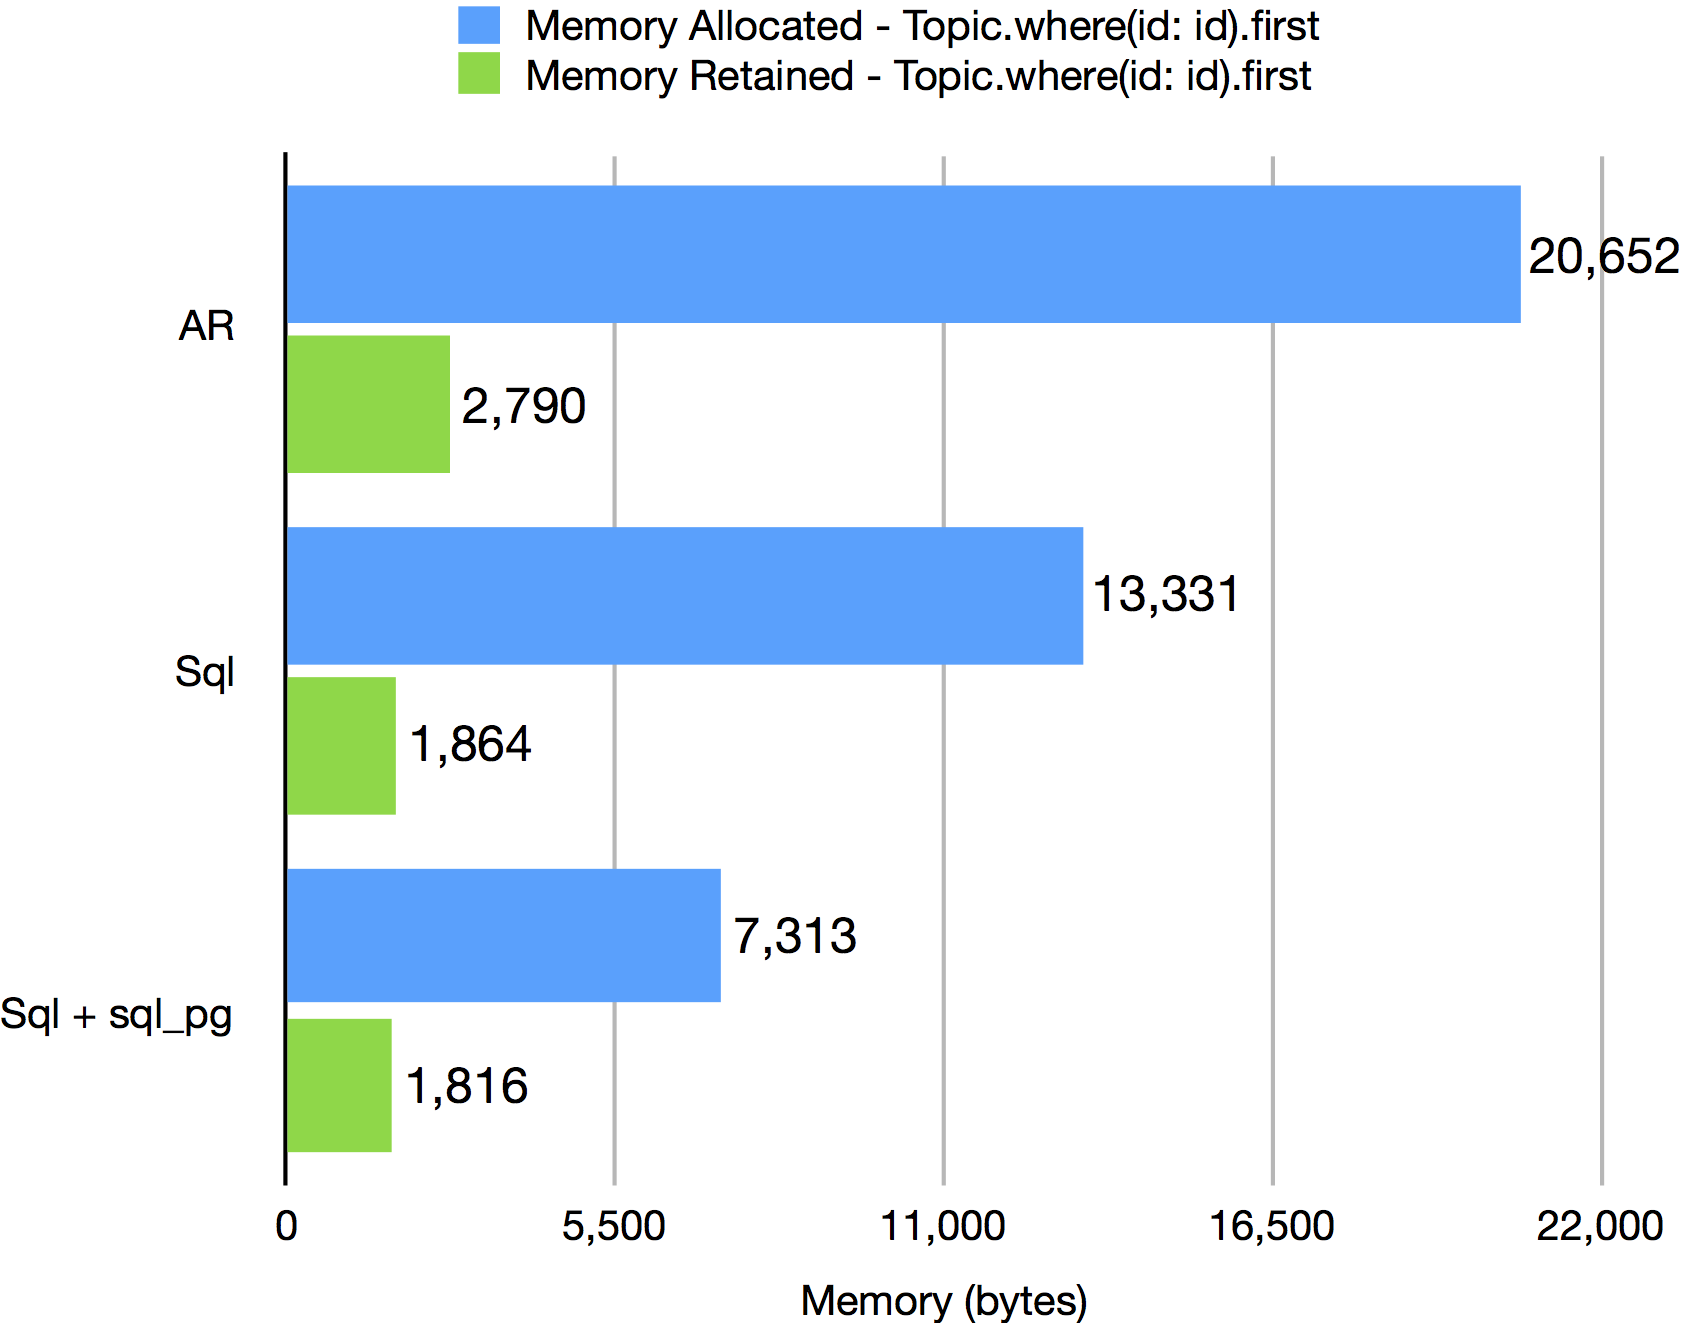 Memory Allocated - Topic.where(id: id).first
Memory Retained - Topic.where(id: id).first
20,652
AR
2,790
13,331
Sql
1,864
7,313
Sql + sql_pg
1,816
0 5,500 11,000 16,500 22,000
Memory (bytes)